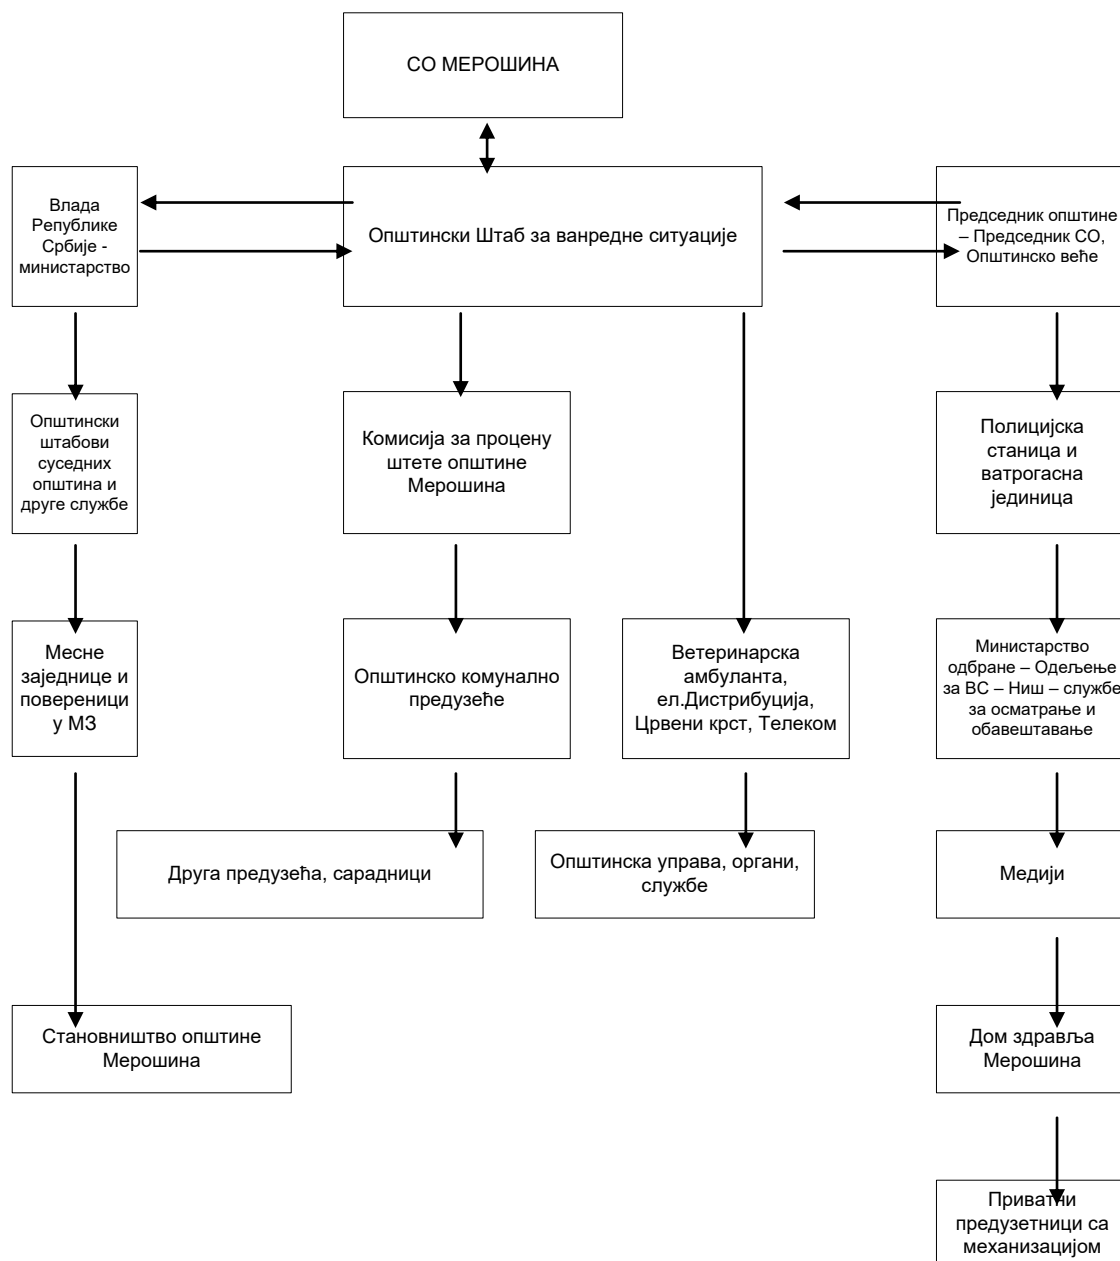 СО МЕРОШИНА
Влада
Републике
Србије -
министарство
Општински Штаб за ванредне ситуације
Председник општине
– Председник СО,
Општинско веће
Општински
штабови
суседних
општина и
друге службе
Комисија за процену
штете општине
Мерошина
Полицијска
станица и
ватрогасна
јединица
Месне
заједнице и
повереници
у МЗ
Општинско комунално
предузеће
Ветеринарска
амбуланта,
ел.Дистрибуција,
Црвени крст, Телеком
Министарство
одбране – Одељење
за ВС – Ниш – службе
за осматрање и
обавештавање
Друга предузећа, сарадници
Општинска управа, органи,
службе
Медији
Становништво општине
Мерошина
Дом здравља
Мерошина
Приватни
предузетници са
механизацијом